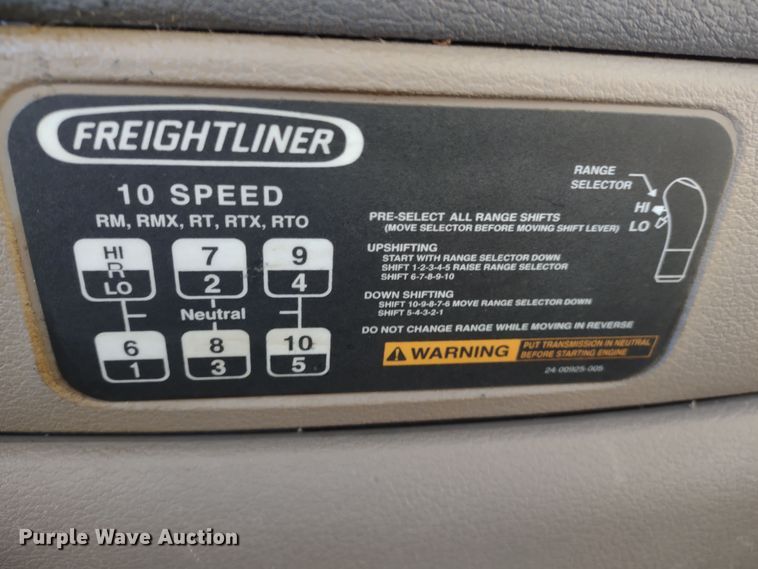 FREIGHTLINER
10 SPEED
RM, RMX, RT, RTX, RTO
HI
R
LO
7
2
9
4
Neutral
6
1
8
3
10
5
RANGE
SELECTOR
HI
LO
PRE-SELECT ALL RANGE SHIFTS
(MOVE SELECTOR BEFORE MOVING SHIFT LEVER)
UPSHIFTING
START WITH RANGE SELECTOR DOWN
SHIFT 1-2-3-4-5 RAISE RANGE SELECTOR
SHIFT 6-7-8-9-10
DOWN SHIFTING
SHIFT 10-9-8-7-6 MOVE RANGE SELECTOR DOWN
SHIFT 5-4-3-2-1
DO NOT CHANGE RANGE WHILE MOVING IN REVERSE
WARNING PUT TRANSMISSION IN NEUTRAL
BEFORE STARTING ENGINE
24-00925-005
Purple Wave Auction